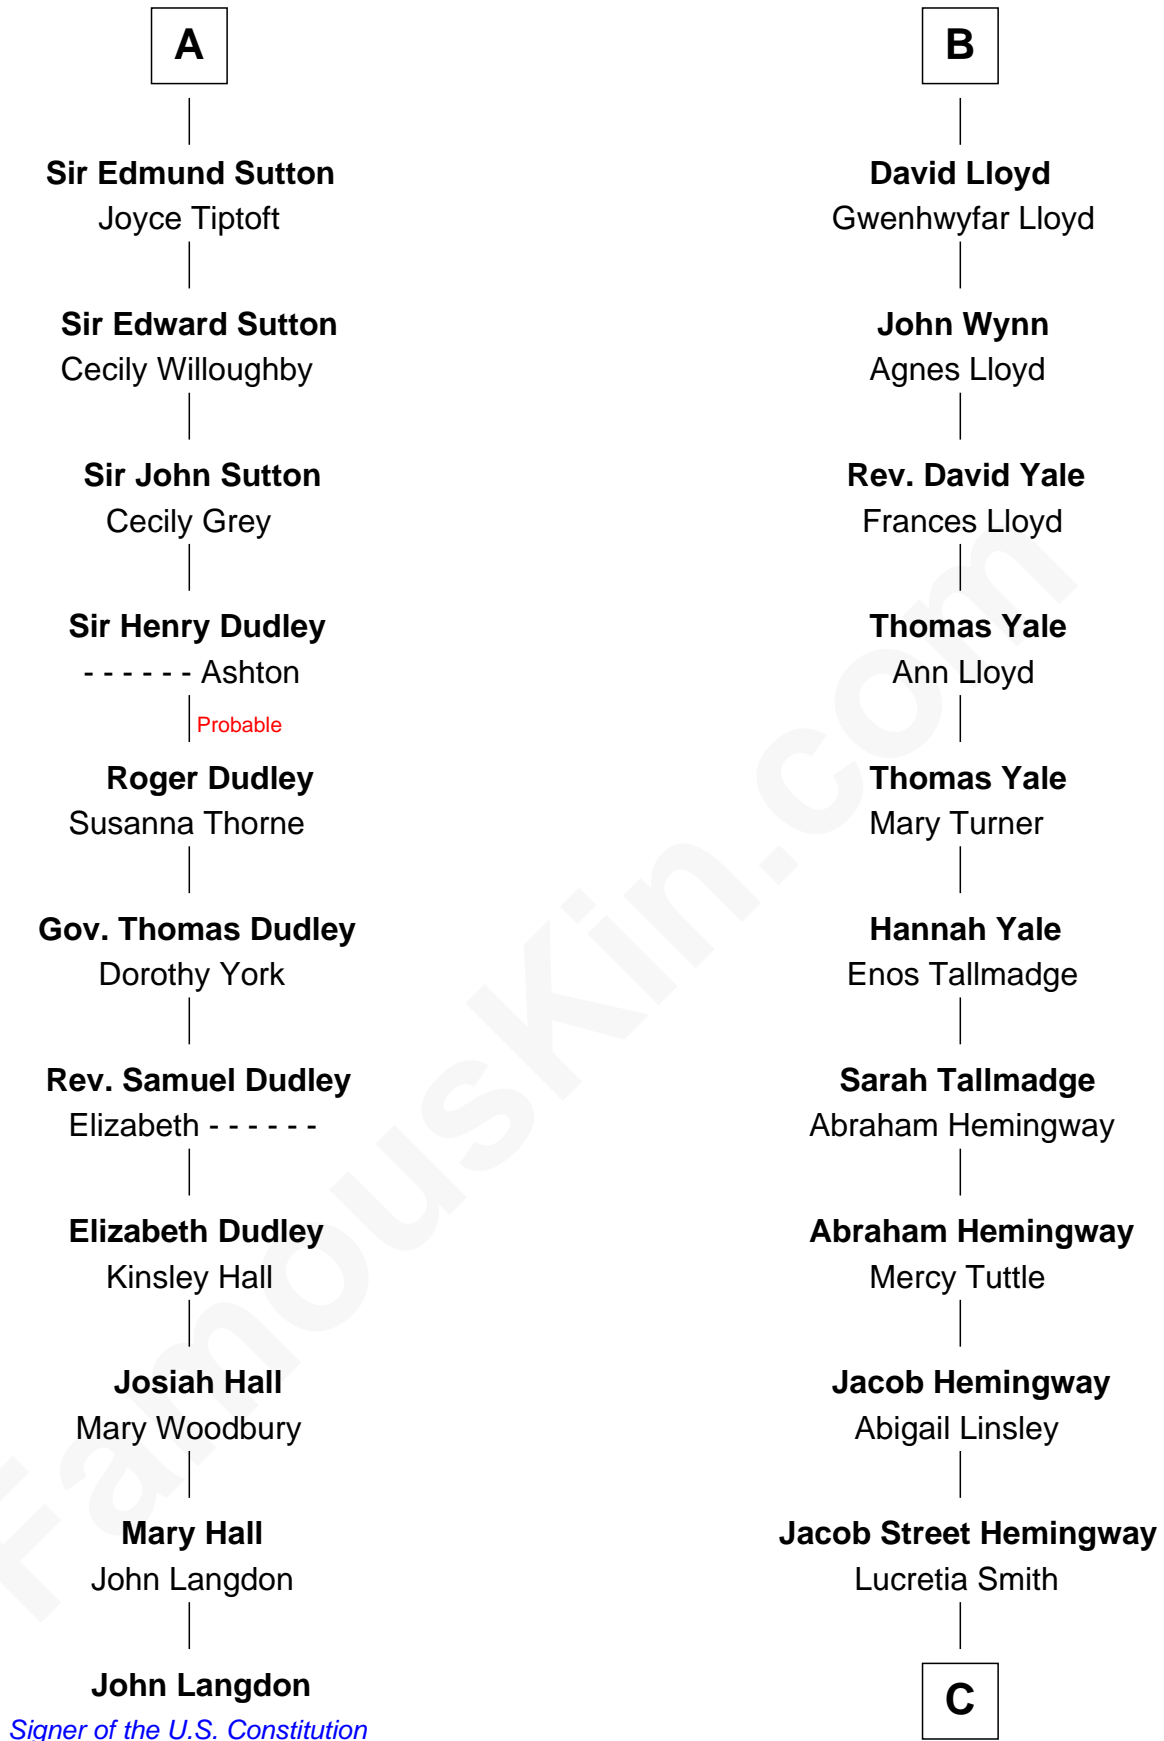 A
Sir Edmund Sutton
Joyce Tiptoft
Sir Edward Sutton
Cecily Willoughby
Sir John Sutton
Cecily Grey
Sir Henry Dudley
- - - - - - Ashton
Probable
Roger Dudley
Susanna Thorne
Gov. Thomas Dudley
Dorothy York
Rev. Samuel Dudley
Elizabeth - - - - - -
Elizabeth Dudley
Kinsley Hall
Josiah Hall
Mary Woodbury
Mary Hall
John Langdon
John Langdon
Signer of the U.S. Constitution
B
David Lloyd
Gwenhwyfar Lloyd
John Wynn
Agnes Lloyd
Rev. David Yale
Frances Lloyd
Thomas Yale
Ann Lloyd
Thomas Yale
Mary Turner
Hannah Yale
Enos Tallmadge
Sarah Tallmadge
Abraham Hemingway
Abraham Hemingway
Mercy Tuttle
Jacob Hemingway
Abigail Linsley
Jacob Street Hemingway
Lucretia Smith
C
FamousKin.com